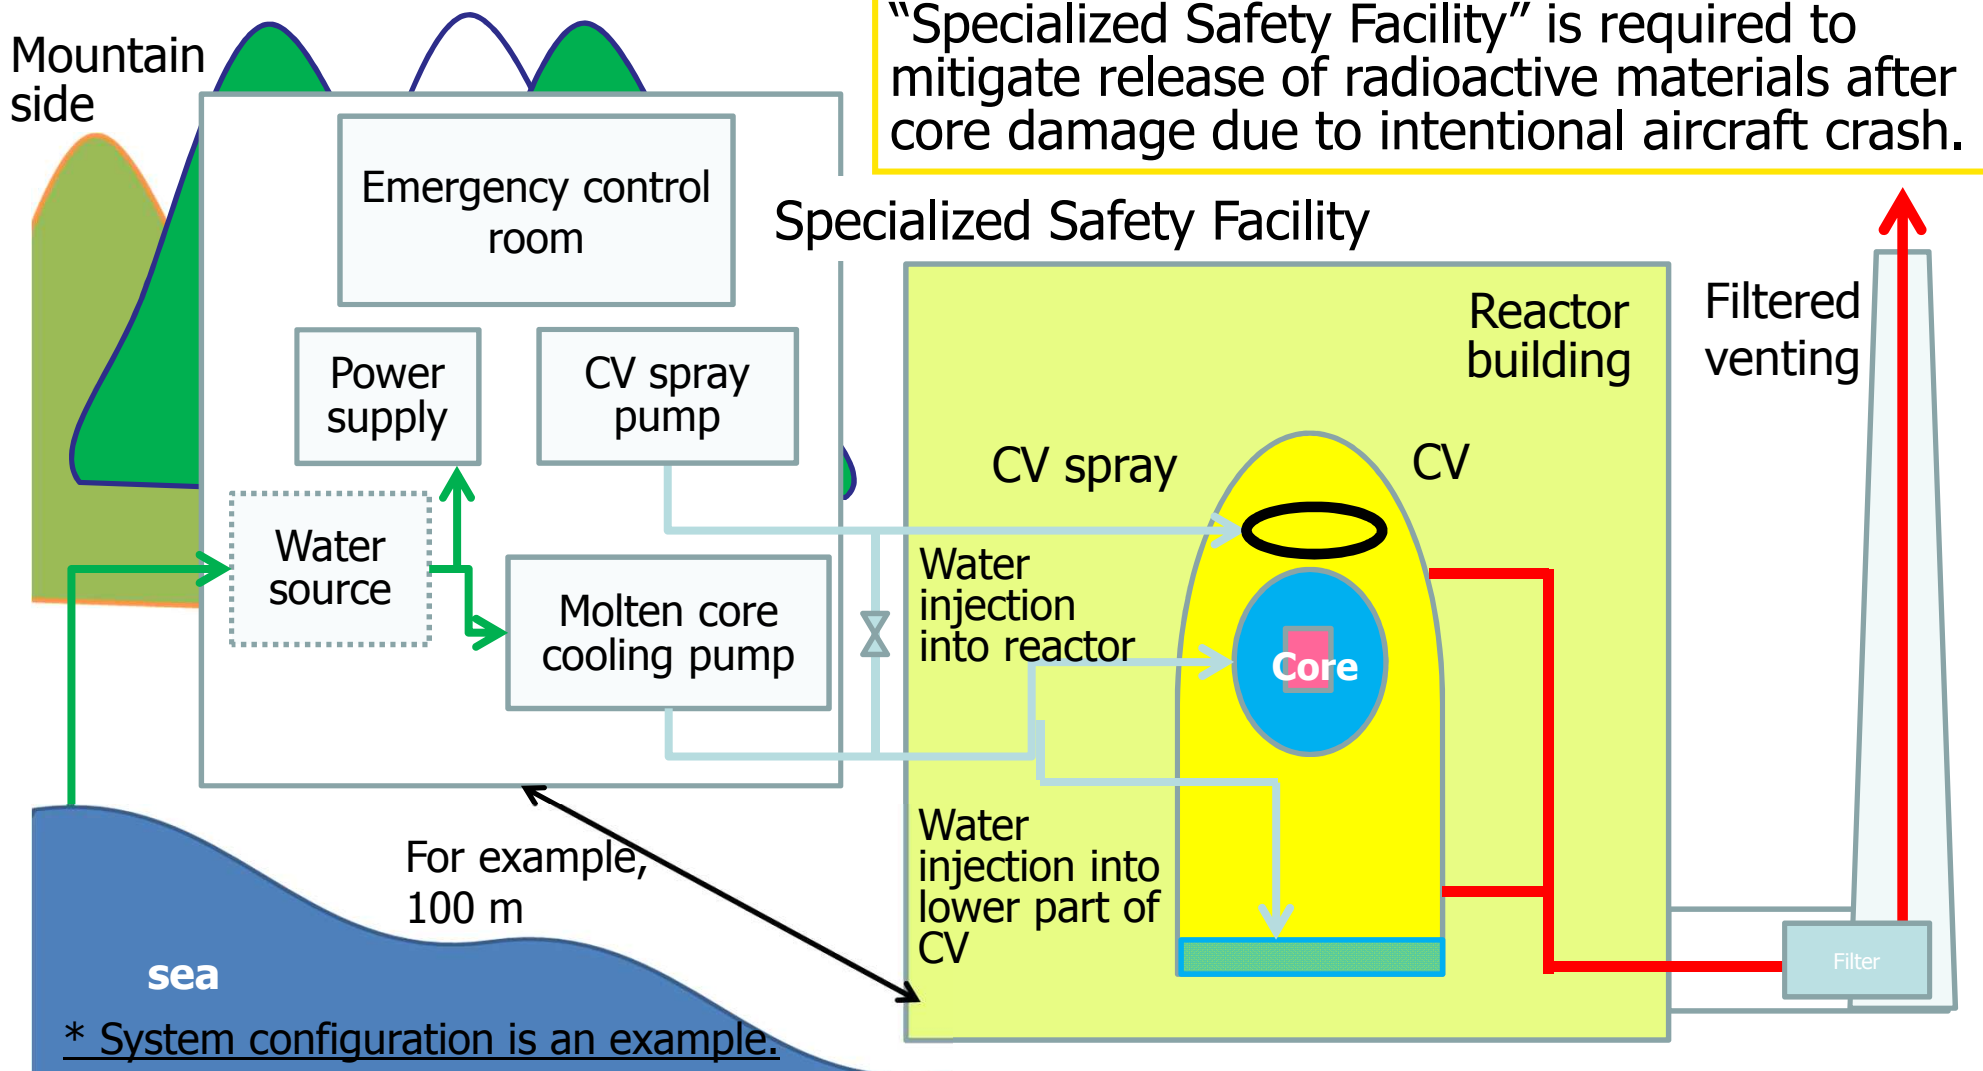 “Specialized Safety Facility” is required to
mitigate release of radioactive materials after
core damage due to intentional aircraft crash.
Mountain
side
Emergency control
room
Specialized Safety Facility
Power
supply
CV spray
pump
Reactor
building
Filtered
venting
CV spray
CV
Water
source
Molten core
cooling pump
Water
injection
into reactor
Core
For example,
100 m
Water
injection into
lower part of
CV
Filter
sea
* System configuration is an example.